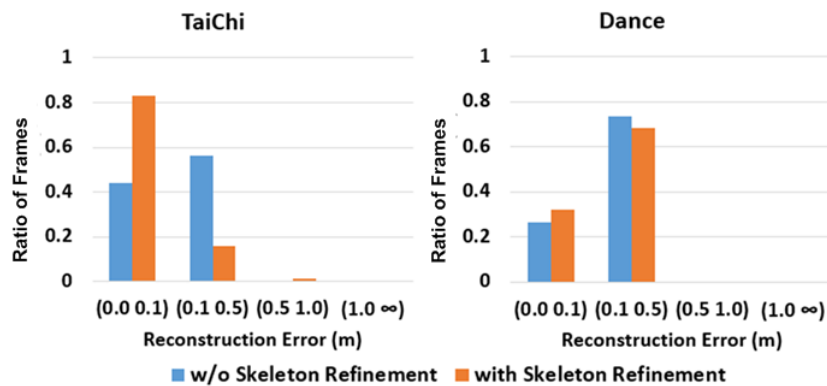 TaiChi
Ratio of Frames
1
0.8
0.6
0.4
0.2
0
(0.0 0.1) (0.1 0.5) (0.5 1.0) (1.0 ∞)
Reconstruction Error (m)
Dance
Ratio of Frames
1
0.8
0.6
0.4
0.2
0
(0.0 0.1) (0.1 0.5) (0.5 1.0) (1.0 ∞)
Reconstruction Error (m)
w/o Skeleton Refinement with Skeleton Refinement